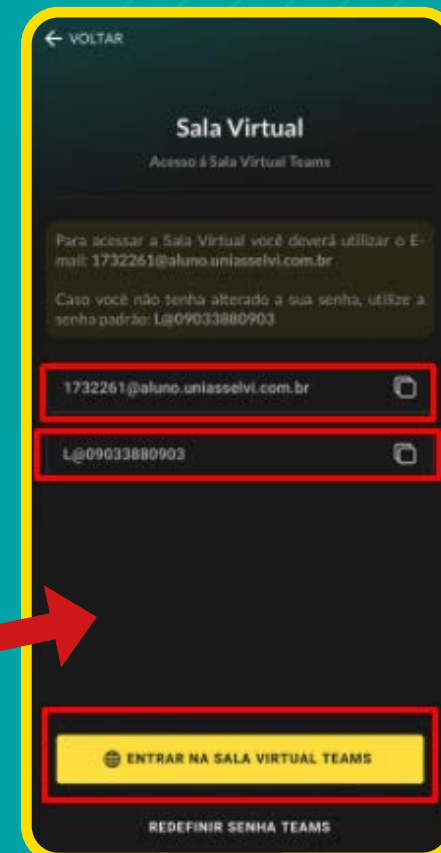 ← VOLTAR
Sala Virtual
Acesso á Sala Virtual Teams
Para acessar a Sala Virtual você deverá utilizar o E-
mail: 1732261@aluno.uniasselvi.com.br
Caso você não tenha alterado a sua senha, utilize a
senha padrão: L@09033880903
1732261@aluno.uniasselvi.com.br
L@09033880903
ENTRAR NA SALA VIRTUAL TEAMS
REDEFINIR SENHA TEAMS